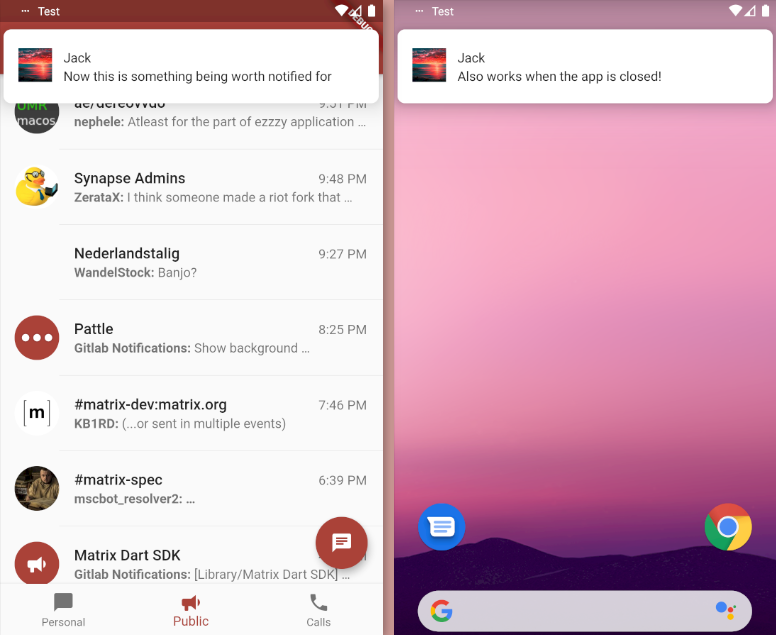 ··· Test
DEBUG
Jack
Now this is something being worth notified for
UMR
macos
9:51 PM
nephele: Atleast for the part of ezzzy application ...
Synapse Admins
9:48 PM
ZerataX: I think someone made a riot fork that ...
Nederlandstalig
9:27 PM
WandelStock: Banjo?
Pattle
8:25 PM
Gitlab Notifications: Show background ...
[m]
#matrix-dev:matrix.org
7:46 PM
KB1RD: (...or sent in multiple events)
#matrix-spec
6:39 PM
mscbot_resolver2: ...
Matrix Dart SDK
Gitlab Notifications: [Library/Matrix Dart SDK] ...
Personal
Public
Calls
··· Test
Jack
Also works when the app is closed!